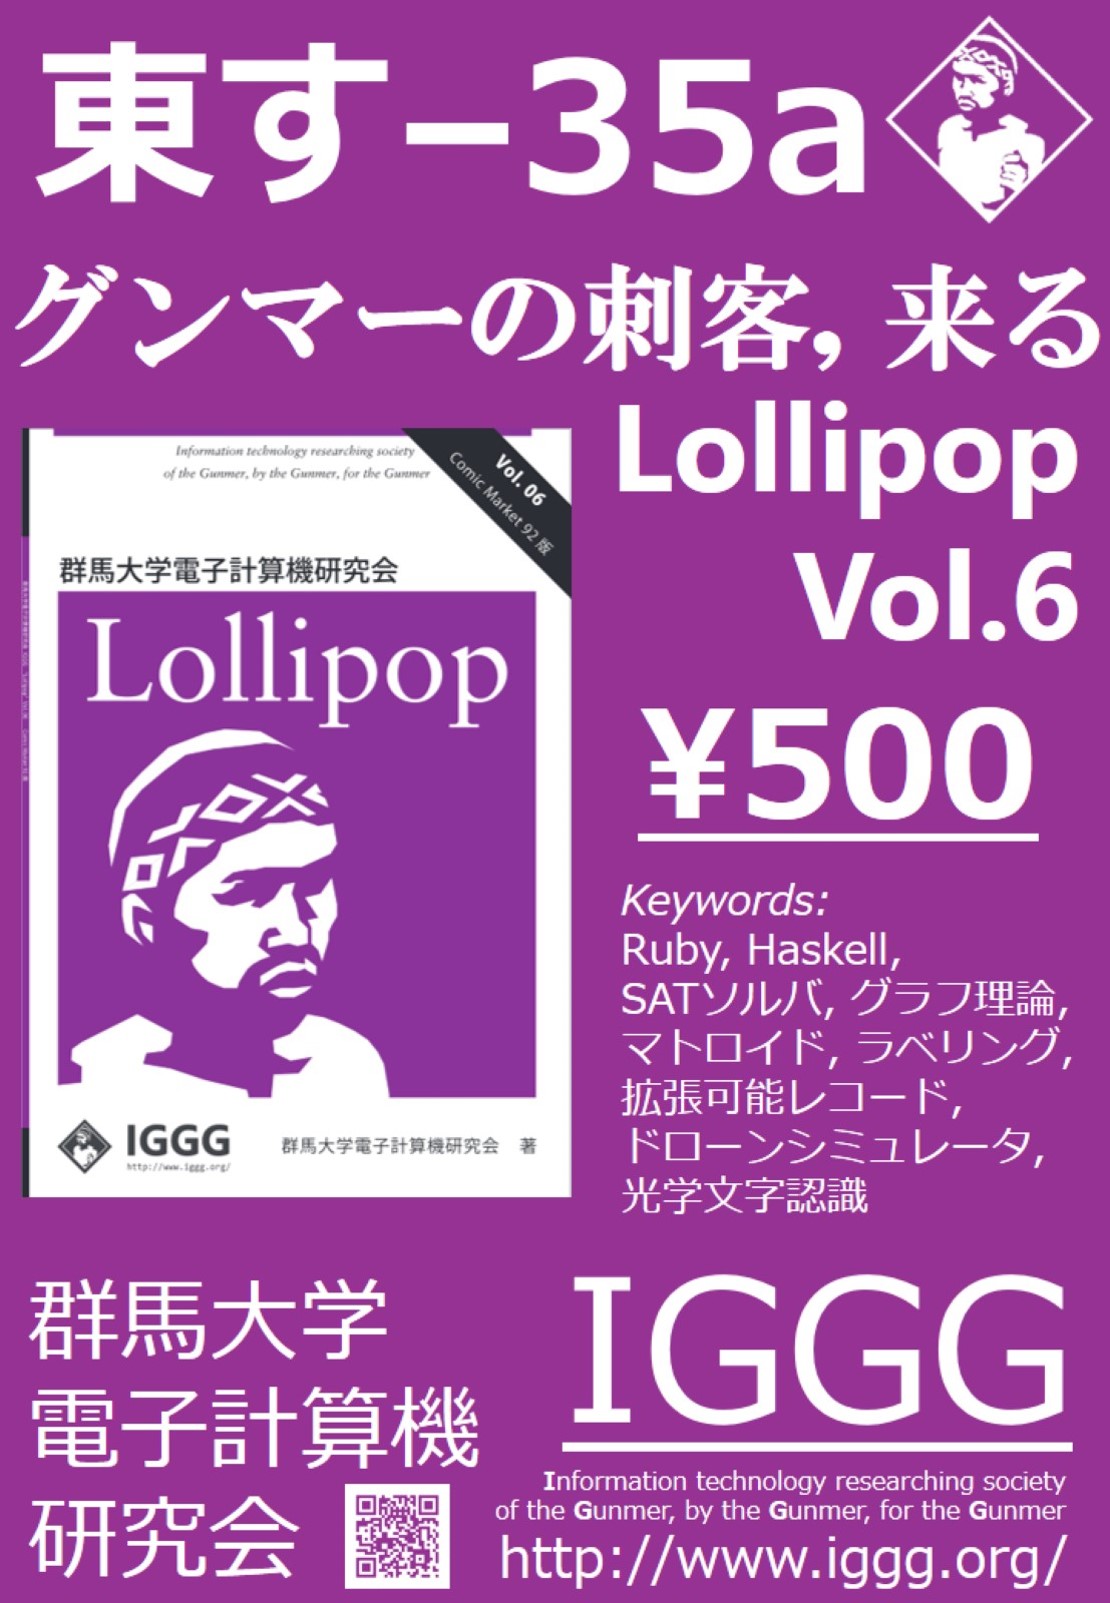 東す-35a
グンマーの刺客，来る
Lollipop
Vol.6
¥500
Information technology researching society
of the Gunmer, by the Gunmer, for the Gunmer
Vol. 06
Comic Market 92 版
群馬大学電子計算機研究会
Lollipop
IGGG
http://www.iggg.org/
群馬大学電子計算機研究会 著
Keywords:
Ruby, Haskell,
SATソルバ, グラフ理論,
マトロイド, ラベリング,
拡張可能レコード,
ドローンシミュレータ,
光学文字認識
群馬大学
電子計算機
研究会
IGGG
Information technology researching society
of the Gunmer, by the Gunmer, for the Gunmer
http://www.iggg.org/